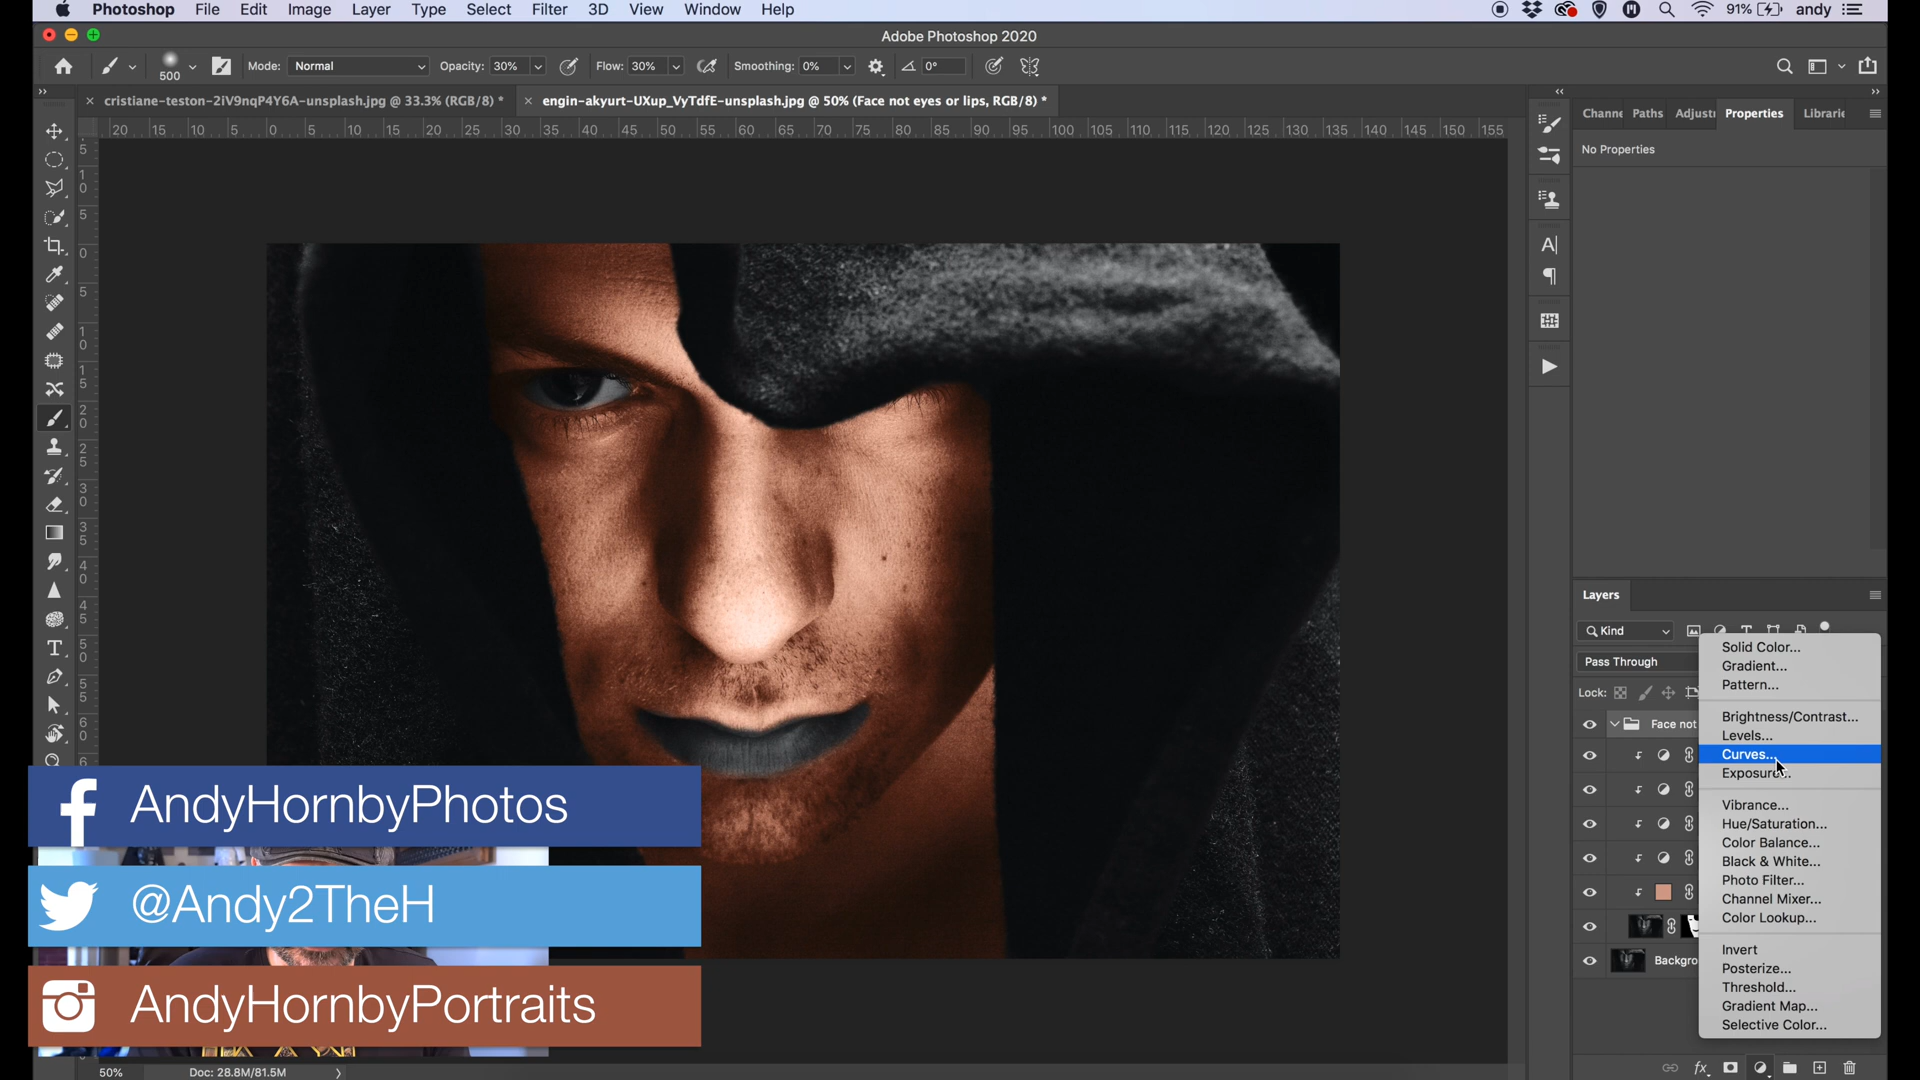 Photoshop File Edit Image Layer Type Select Filter 3D View Window Help
91% andy
Adobe Photoshop 2020
500 Mode: Normal Opacity: 30% Flow: 30% Smoothing: 0% 0°
cristiane-teston-2iV9nqP4Y6A-unsplash.jpg @ 33.3% (RGB/8) *
engin-akyurt-UXup_VyTdfE-unsplash.jpg @ 50% (Face not eyes or lips, RGB/8) *
20 15 10 5 0 5 10 15 20 25 30 35 40 45 50 55 60 65 70 75 80 85 90 95 100 105 110 115 120 125 130 135 140 145 150 155
Channe Paths Adjust Properties Librarie
No Properties
Layers
Kind
Pass Through
Lock:
Face not
Backgro
Solid Color...
Gradient...
Pattern...
Brightness/Contrast...
Levels...
Curves...
Exposure...
Vibrance...
Hue/Saturation...
Color Balance...
Black & White...
Photo Filter...
Channel Mixer...
Color Lookup...
Invert
Posterize...
Threshold...
Gradient Map...
Selective Color...
AndyHornbyPhotos
@Andy2TheH
AndyHornbyPortraits
50% Doc: 28.8M/81.5M
fx